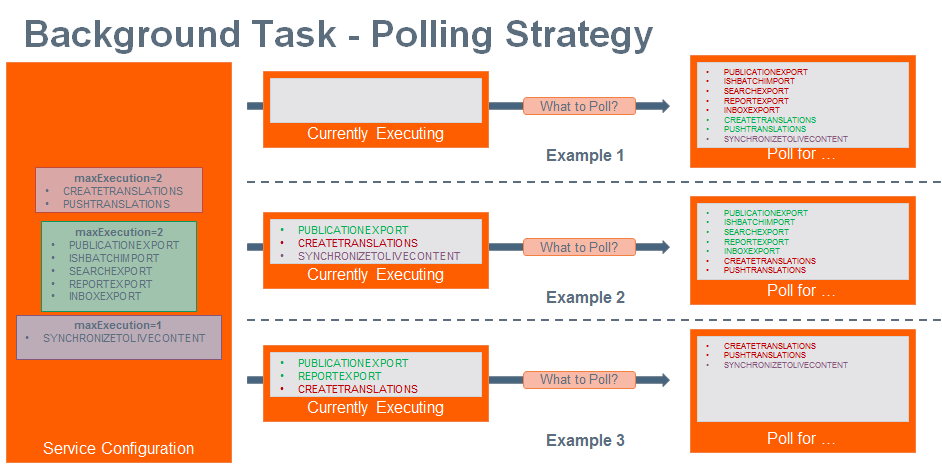 Background Task - Polling Strategy
maxExecution=2
• CREATETRANSLATIONS
• PUSHTRANSLATIONS
maxExecution=2
• PUBLICATIONEXPORT
• ISHBATCHIMPORT
• SEARCHEXPORT
• REPORTEXPORT
• INBOXEXPORT
maxExecution=1
• SYNCHRONIZETOLIVECONTENT
Service Configuration
Currently Executing
What to Poll?
Example 1
• PUBLICATIONEXPORT
• ISHBATCHIMPORT
• SEARCHEXPORT
• REPORTEXPORT
• INBOXEXPORT
• CREATETRANSLATIONS
• PUSHTRANSLATIONS
• SYNCHRONIZETOLIVECONTENT
Poll for …
• PUBLICATIONEXPORT
• CREATETRANSLATIONS
• SYNCHRONIZETOLIVECONTENT
Currently Executing
What to Poll?
Example 2
• PUBLICATIONEXPORT
• ISHBATCHIMPORT
• SEARCHEXPORT
• REPORTEXPORT
• INBOXEXPORT
• CREATETRANSLATIONS
• PUSHTRANSLATIONS
Poll for …
• PUBLICATIONEXPORT
• REPORTEXPORT
• CREATETRANSLATIONS
Currently Executing
What to Poll?
Example 3
• CREATETRANSLATIONS
• PUSHTRANSLATIONS
• SYNCHRONIZETOLIVECONTENT
Poll for …